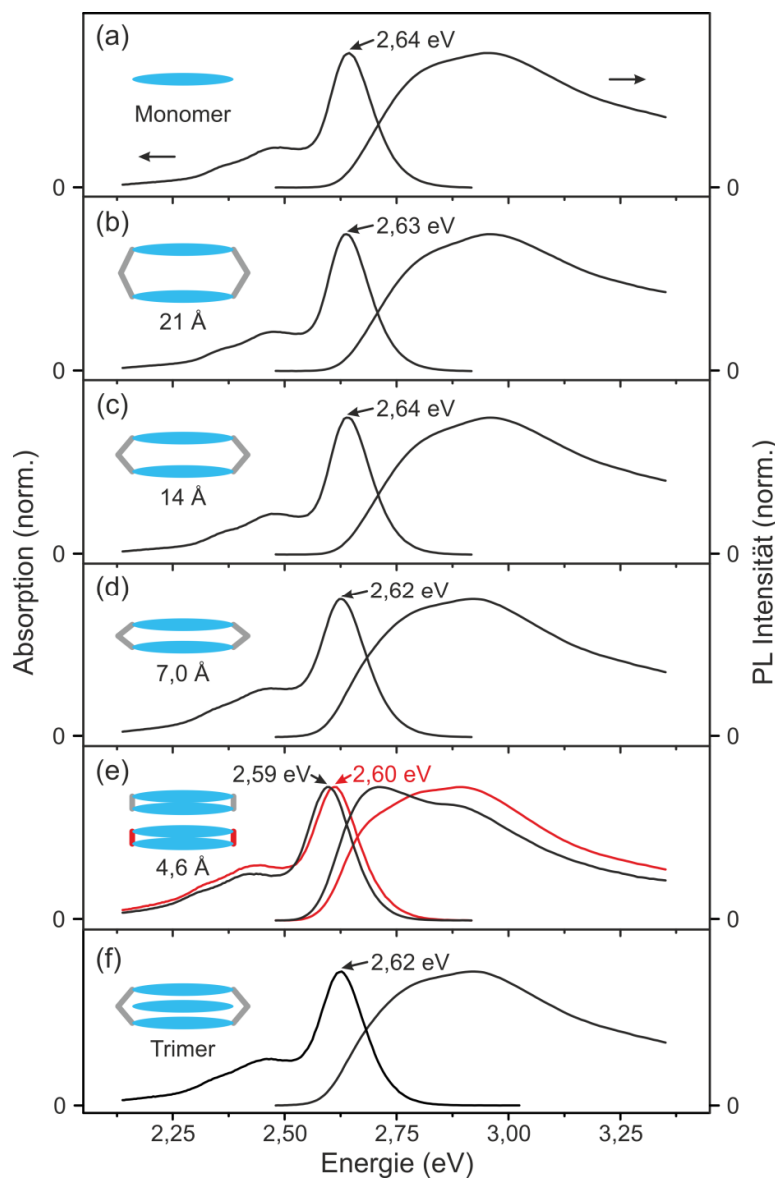 (a)
2,64 eV
Monomer
0
0
(b)
2,63 eV
21 Å
0
0
(c)
2,64 eV
14 Å
0
0
(d)
2,62 eV
7,0 Å
0
0
(e)
2,59 eV
2,60 eV
4,6 Å
0
0
(f)
2,62 eV
Trimer
0
0
2,25
2,50
2,75
3,00
3,25
Energie (eV)
Absorption (norm.)
PL Intensität (norm.)